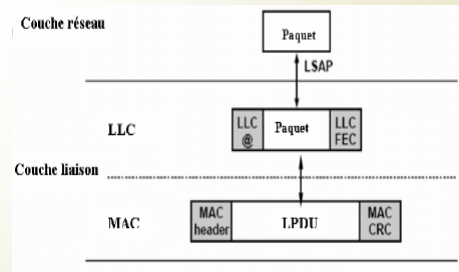 Couche réseau
Paquet
LSAP
LLC
LLC
@
Paquet
LLC
FEC
Couche liaison
MAC
MAC
header
LPDU
MAC
CRC